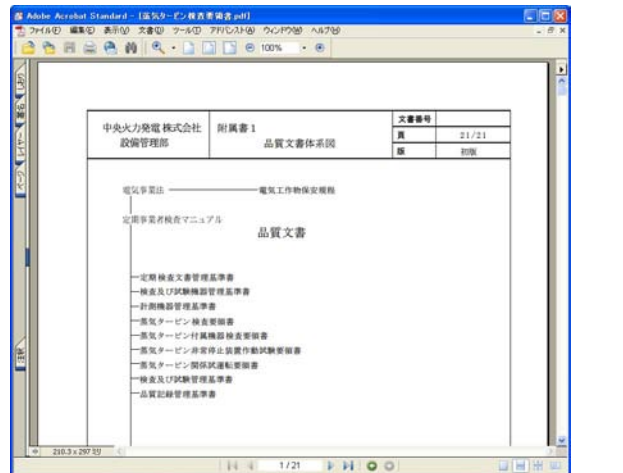 Adobe Acrobat Standard - [蒸気タービン検査要領書.pdf]
ファイル(F) 編集(E) 表示(V) 文書(D) ツール(T) アドバンスト(A) ウィンドウ(W) ヘルプ(H)
100%
中央火力発電株式会社
設備管理部
附属書1
品質文書体系図
文書番号
頁 21/21
版 初版
電気事業法
電気工作物保安規程
定期事業者検査マニュアル
品質文書
定期検査文書管理基準書
検査及び試験機器管理基準書
計測機器管理基準書
蒸気タービン検査要領書
蒸気タービン付属機器検査要領書
蒸気タービン非常停止装置作動試験要領書
蒸気タービン関係試運転要領書
検査及び試験管理基準書
品質記録管理基準書
210.3 x 297 ミリ
1 / 21